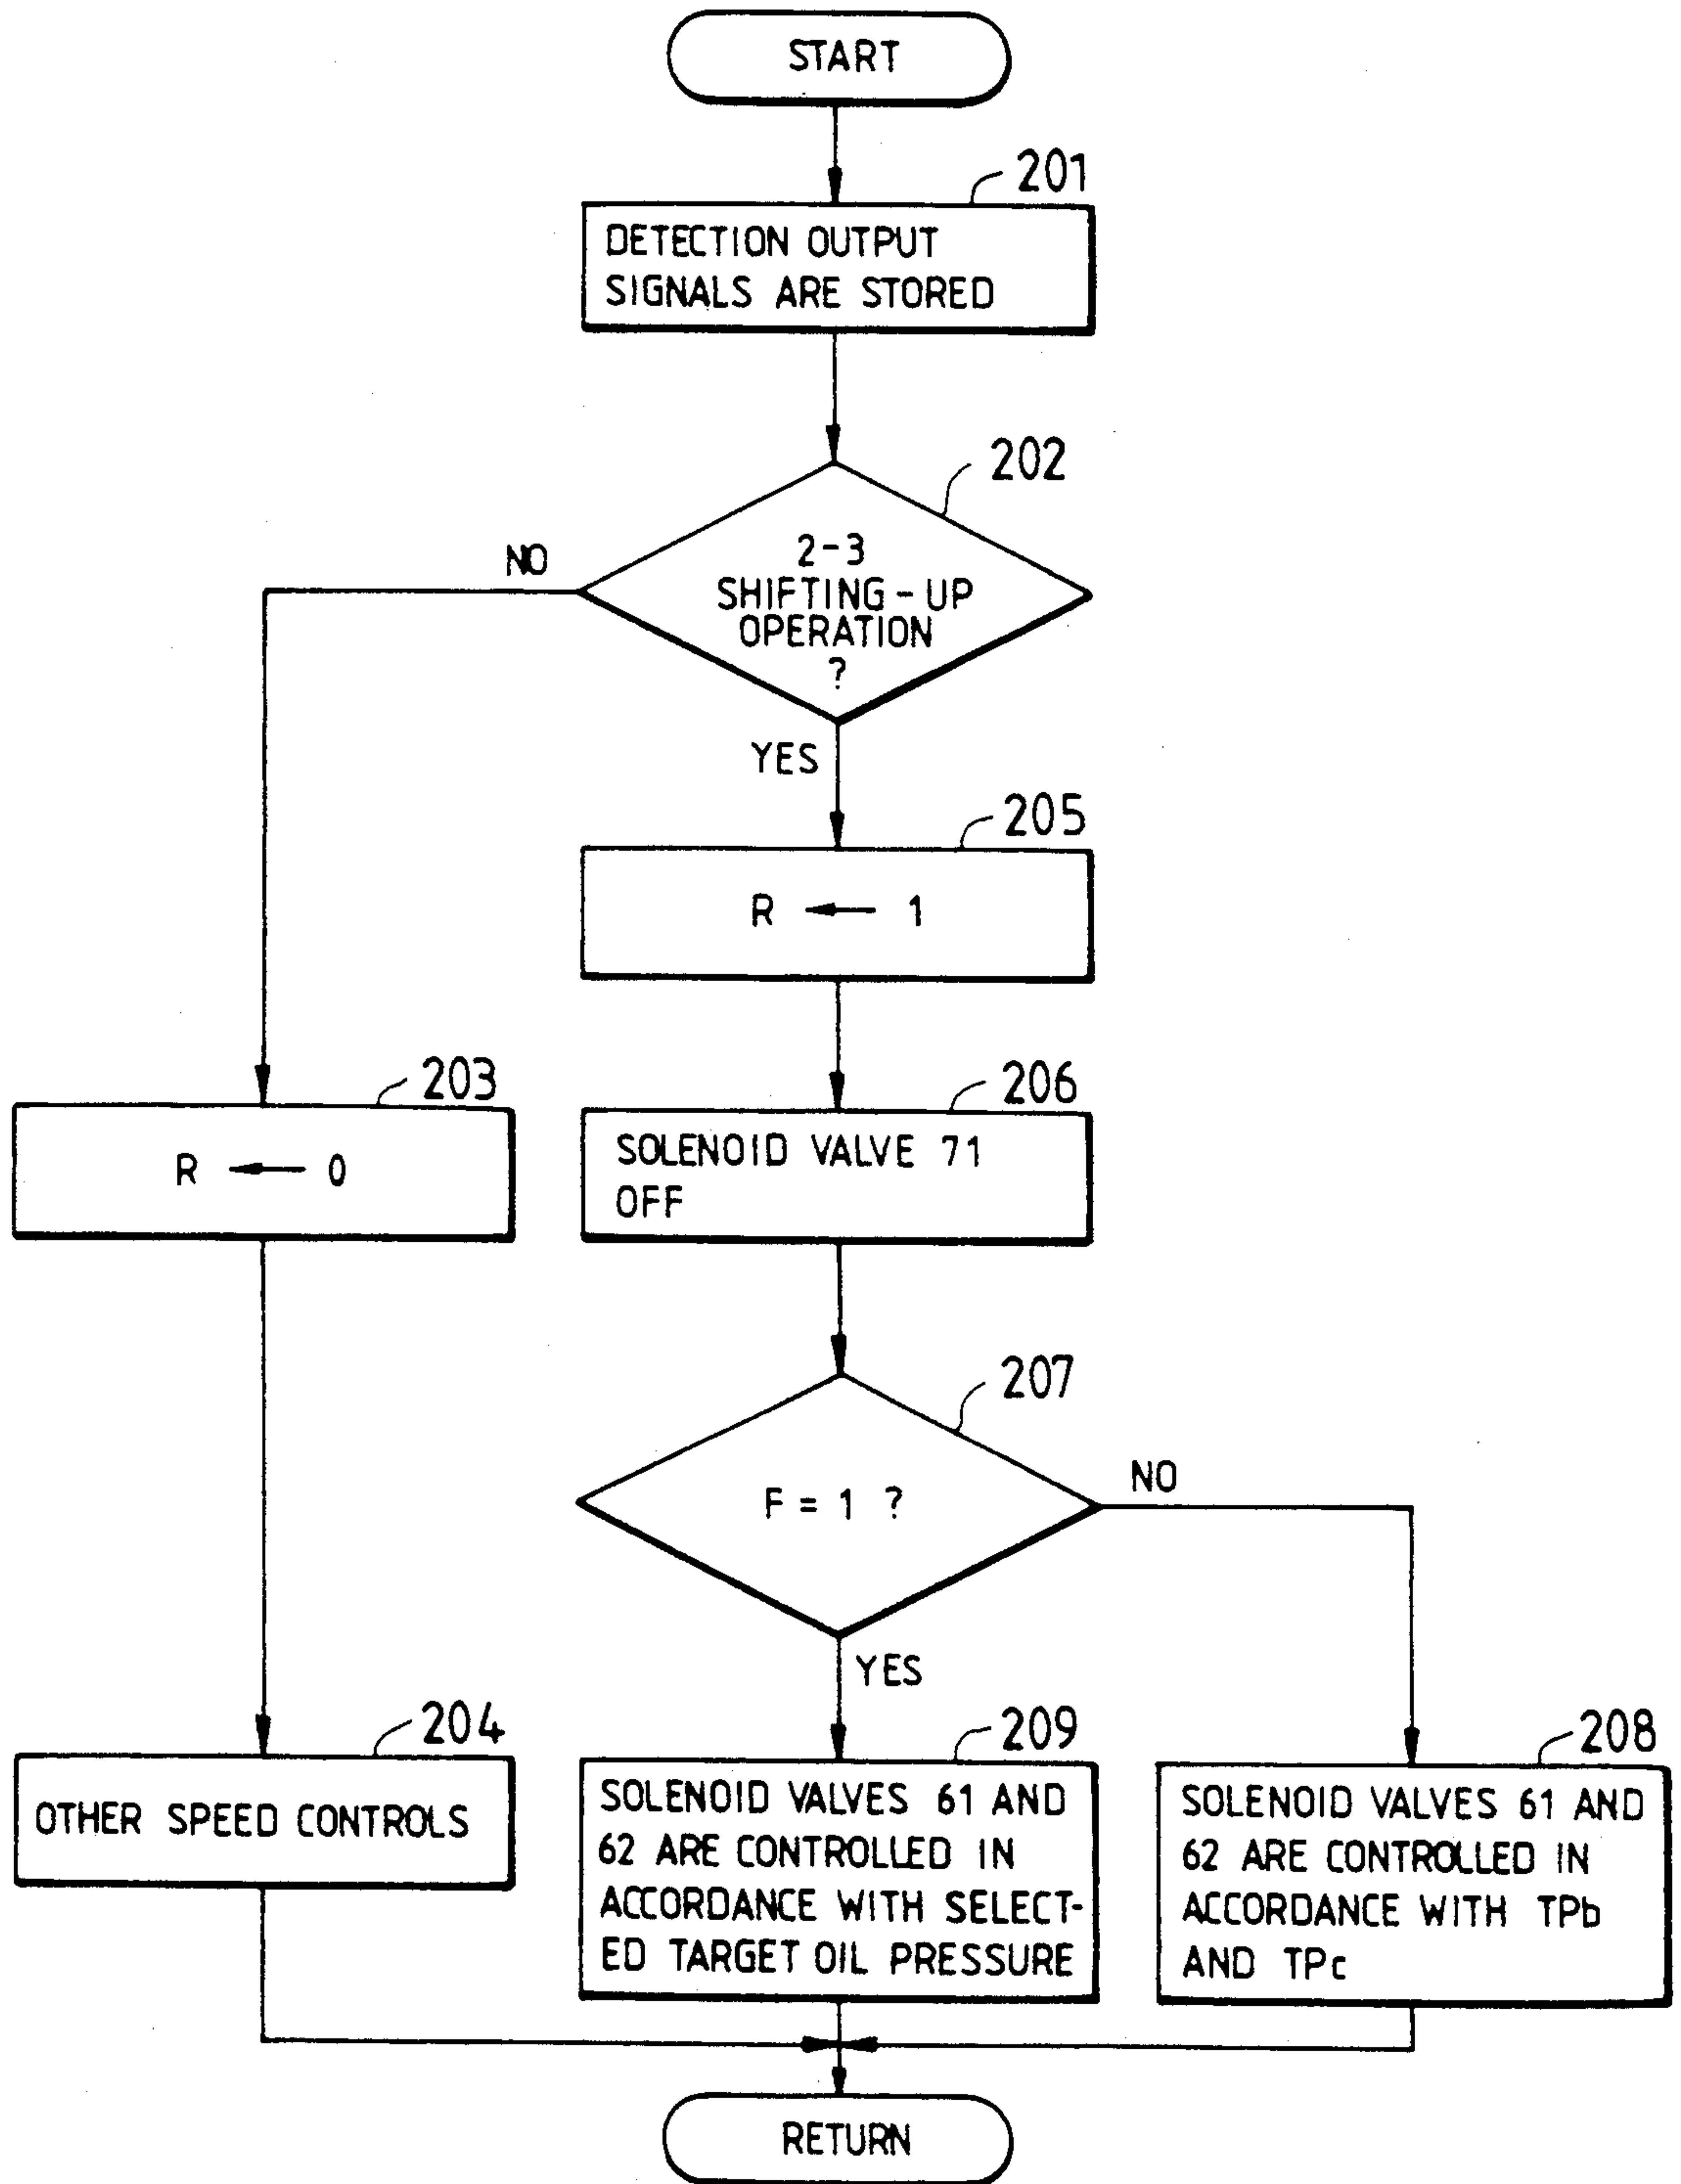 START
201
DETECTION OUTPUT
SIGNALS ARE STORED
202
2-3
SHIFTING-UP
OPERATION
?
NO
YES
205
R ← 1
203
R ← 0
206
SOLENOID VALVE 71
OFF
207
F = 1 ?
NO
YES
204
OTHER SPEED CONTROLS
209
SOLENOID VALVES 61 AND
62 ARE CONTROLLED IN
ACCORDANCE WITH SELECT-
ED TARGET OIL PRESSURE
208
SOLENOID VALVES 61 AND
62 ARE CONTROLLED IN
ACCORDANCE WITH TPb
AND TPc
RETURN